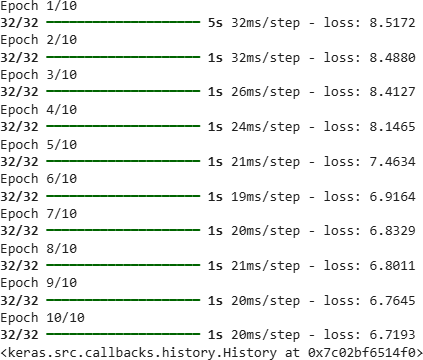 Epoch 1/10
32/32 ━━━━━━━━━━━━━━━━━━━━ 5s 32ms/step - loss: 8.5172
Epoch 2/10
32/32 ━━━━━━━━━━━━━━━━━━━━ 1s 32ms/step - loss: 8.4880
Epoch 3/10
32/32 ━━━━━━━━━━━━━━━━━━━━ 1s 26ms/step - loss: 8.4127
Epoch 4/10
32/32 ━━━━━━━━━━━━━━━━━━━━ 1s 24ms/step - loss: 8.1465
Epoch 5/10
32/32 ━━━━━━━━━━━━━━━━━━━━ 1s 21ms/step - loss: 7.4634
Epoch 6/10
32/32 ━━━━━━━━━━━━━━━━━━━━ 1s 19ms/step - loss: 6.9164
Epoch 7/10
32/32 ━━━━━━━━━━━━━━━━━━━━ 1s 20ms/step - loss: 6.8329
Epoch 8/10
32/32 ━━━━━━━━━━━━━━━━━━━━ 1s 21ms/step - loss: 6.8011
Epoch 9/10
32/32 ━━━━━━━━━━━━━━━━━━━━ 1s 20ms/step - loss: 6.7645
Epoch 10/10
32/32 ━━━━━━━━━━━━━━━━━━━━ 1s 20ms/step - loss: 6.7193
<keras.src.callbacks.history.History at 0x7c02bf6514f0>